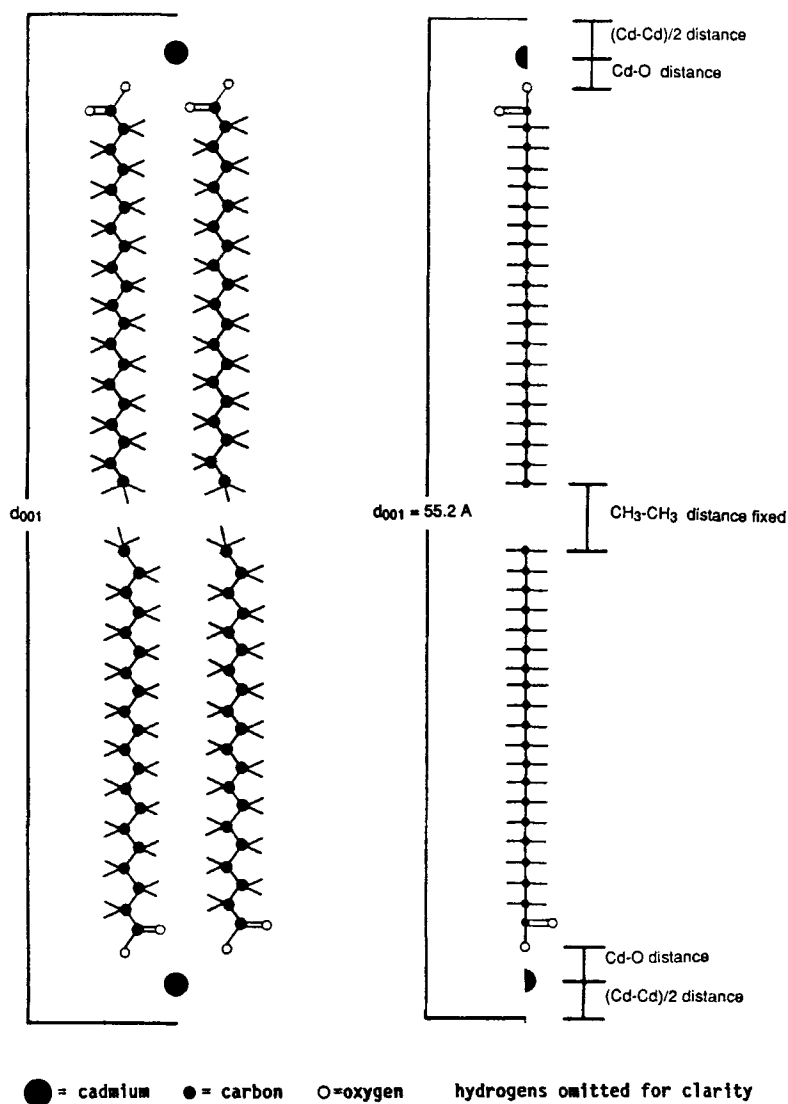 (Cd-Cd)/2 distance
Cd-O distance
d001
d001 = 55.2 A
CH3-CH3 distance fixed
Cd-O distance
(Cd-Cd)/2 distance
= cadmium = carbon =oxygen hydrogens omitted for clarity